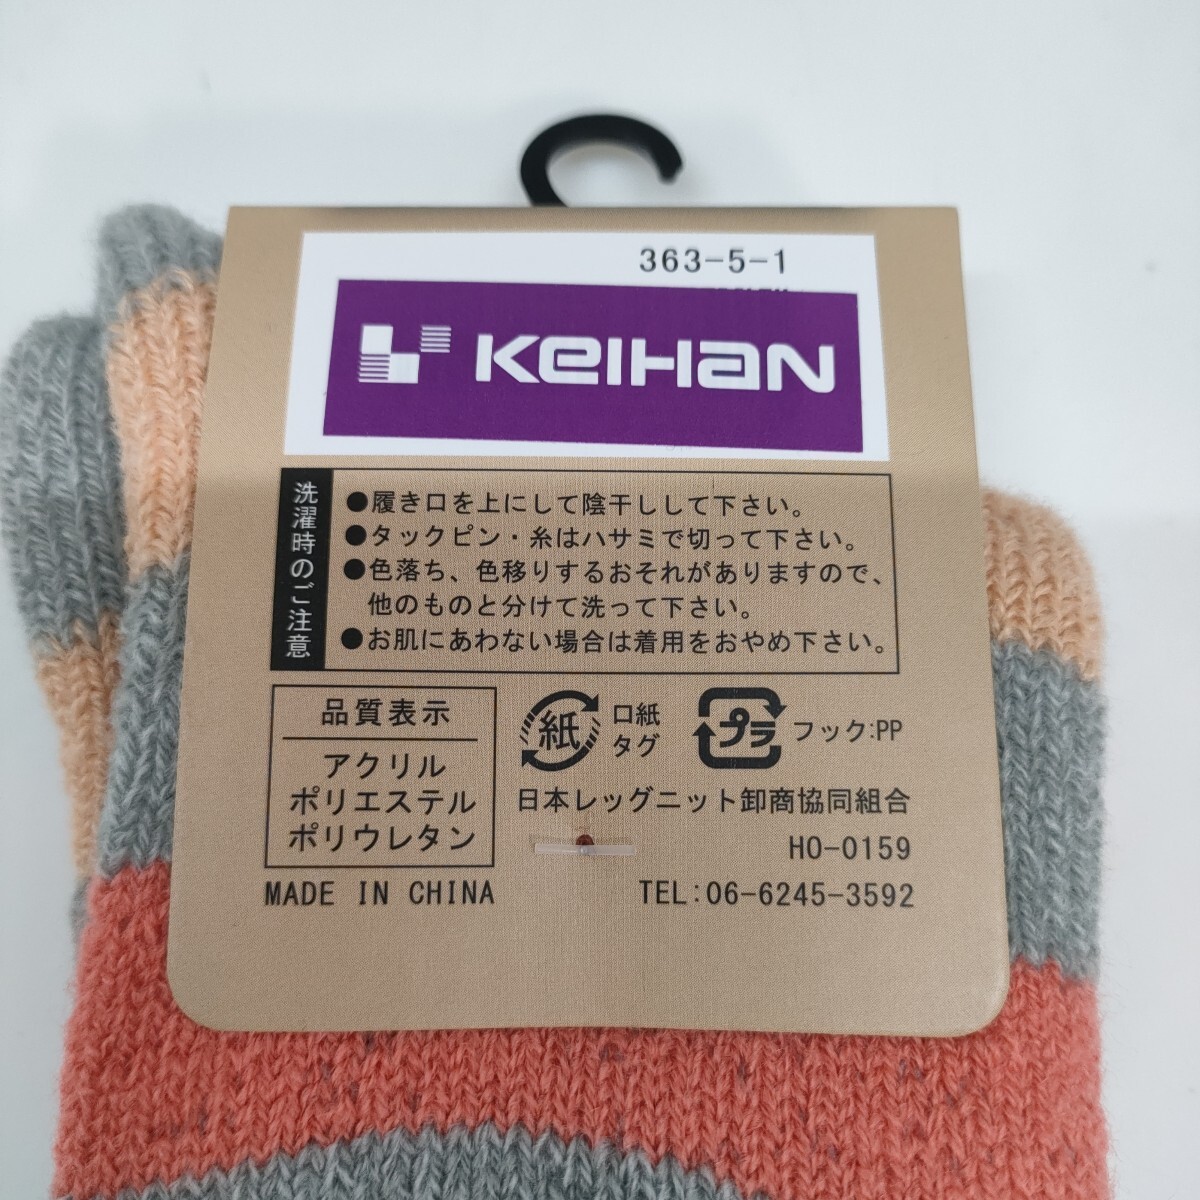 363-5-1
KEIHAN
洗濯時のご注意
●履き口を上にして陰干しして下さい。
●タックピン・糸はハサミで切って下さい。
●色落ち、色移りするおそれがありますので、
他のものと分けて洗って下さい。
●お肌にあわない場合は着用をおやめ下さい。
品質表示
アクリル
ポリエステル
ポリウレタン
MADE IN CHINA
紙
口紙
タグ
プラ
フック:PP
日本レッグニット卸商協同組合
HO-0159
TEL:06-6245-3592